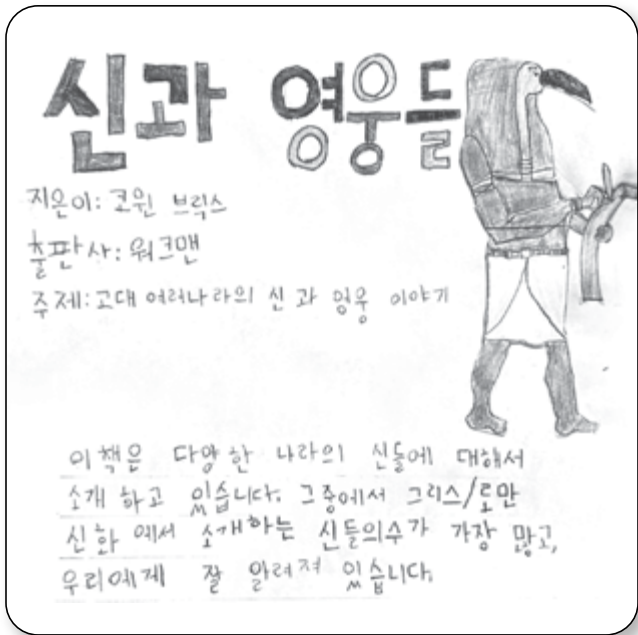 신과 영웅들
지은이: 코윈 브릭스
출판사: 워크맨
주제: 고대 여러나라의 신 과 영웅 이야기
이 책은 다양한 나라의 신들에 대해서
소개 하고 있습니다. 그중에서 그리스/로만
신화 에서 소개하는 신들의수가 가장 많고,
우리에게 잘 알려져 있습니다.